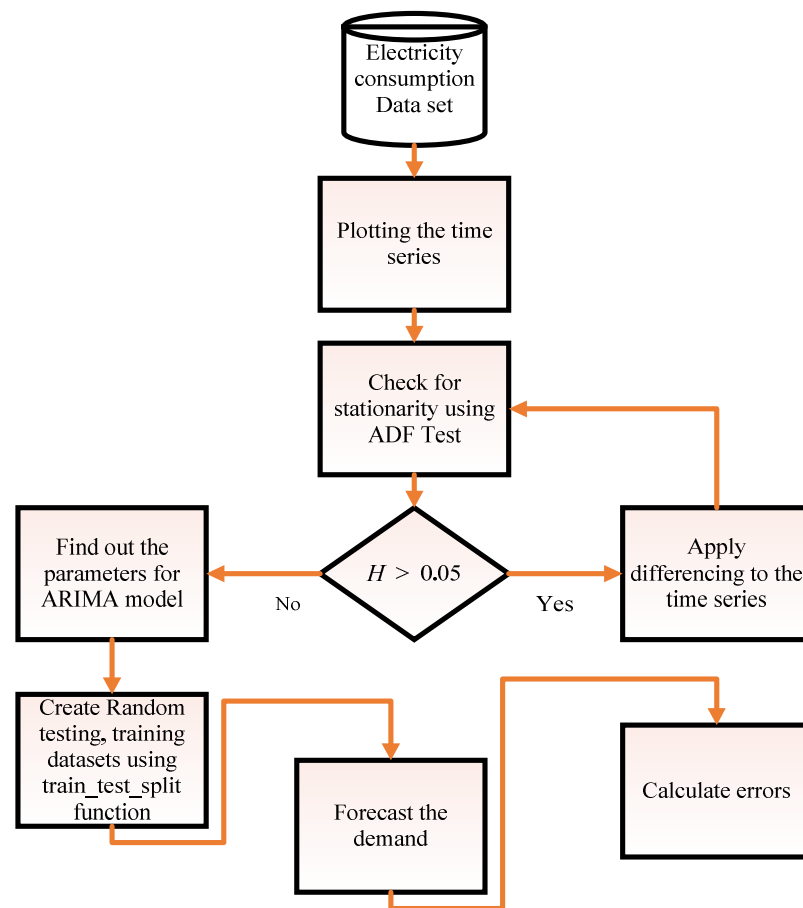 Electricity
consumption
Data set
Plotting the time
series
Check for
stationarity using
ADF Test
H > 0.05
No
Yes
Find out the
parameters for
ARIMA model
Apply
differencing to the
time series
Create Random
testing, training
datasets using
train_test_split
function
Forecast the
demand
Calculate errors